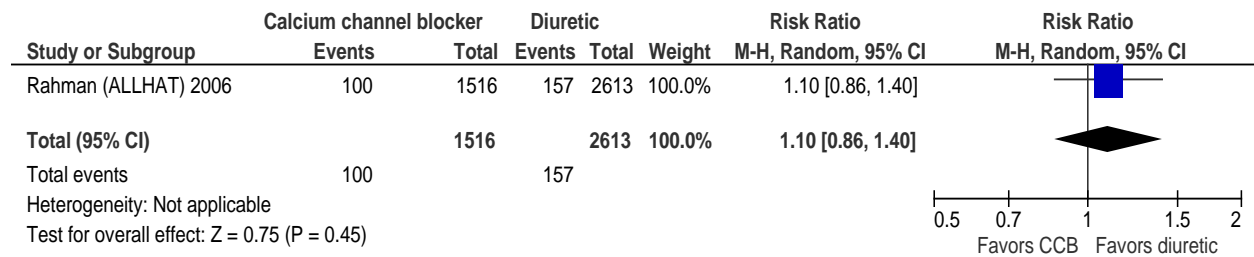 Calcium channel blocker Diuretic Risk Ratio Risk Ratio
Study or Subgroup Events Total Events Total Weight M-H, Random, 95% CI M-H, Random, 95% CI
Rahman (ALLHAT) 2006 100 1516 157 2613 100.0% 1.10 [0.86, 1.40]
Total (95% CI) 1516 2613 100.0% 1.10 [0.86, 1.40]
Total events 100 157
Heterogeneity: Not applicable
Test for overall effect: Z = 0.75 (P = 0.45)
0.5 0.7 1 1.5 2
Favors CCB Favors diuretic